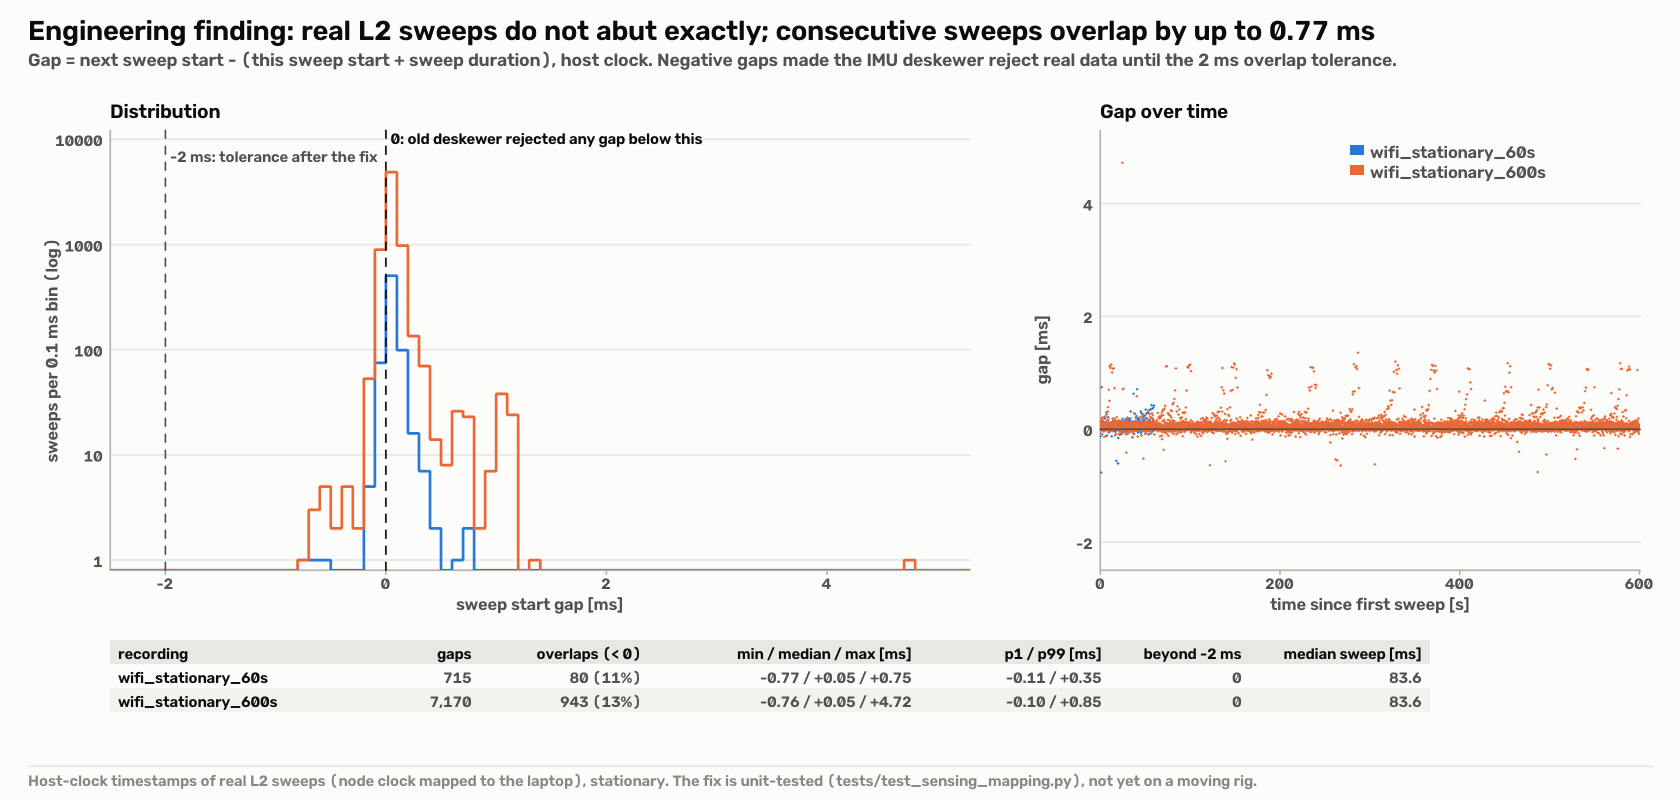 Engineering finding: real L2 sweeps do not abut exactly; consecutive sweeps overlap by up to 0.77 ms
Gap = next sweep start - (this sweep start + sweep duration), host clock. Negative gaps made the IMU deskewer reject real data until the 2 ms overlap tolerance.
Distribution
0: old deskewer rejected any gap below this
-2 ms: tolerance after the fix
10000
1000
100
10
1
sweeps per 0.1 ms bin (log)
-2
0
2
4
sweep start gap [ms]
Gap over time
wifi_stationary_60s
wifi_stationary_600s
4
2
0
-2
gap [ms]
0
200
400
600
time since first sweep [s]
recording gaps overlaps (< 0) min / median / max [ms] p1 / p99 [ms] beyond -2 ms median sweep [ms]
wifi_stationary_60s 715 80 (11%) -0.77 / +0.05 / +0.75 -0.11 / +0.35 0 83.6
wifi_stationary_600s 7,170 943 (13%) -0.76 / +0.05 / +4.72 -0.10 / +0.85 0 83.6
Host-clock timestamps of real L2 sweeps (node clock mapped to the laptop), stationary. The fix is unit-tested (tests/test_sensing_mapping.py), not yet on a moving rig.